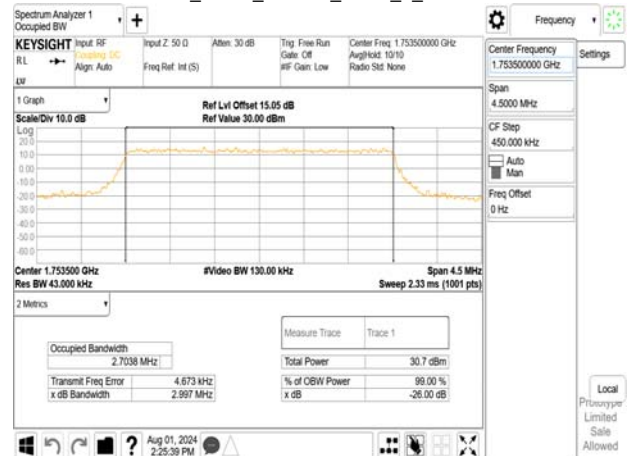 Spectrum Analyzer 1
Occupied BW
Frequency
KEYSIGHT
RL
Input: RF
Coupling: DC
Align: Auto
Input Z: 50 Ω
Freq Ref: Int (S)
Atten: 30 dB
Trig: Free Run
Gate: Off
#IF Gain: Low
Center Freq: 1.753500000 GHz
Avg|Hold: 10/10
Radio Std: None
1 Graph
Scale/Div 10.0 dB
Ref Lvl Offset 15.05 dB
Ref Value 30.00 dBm
Log
20.0
10.0
0.00
-10.0
-20.0
-30.0
-40.0
-50.0
-60.0
Center 1.753500 GHz
Res BW 43.000 kHz
#Video BW 130.00 kHz
Span 4.5 MHz
Sweep 2.33 ms (1001 pts)
2 Metrics
Measure Trace Trace 1
Occupied Bandwidth
2.7038 MHz
Total Power 30.7 dBm
Transmit Freq Error 4.673 kHz
% of OBW Power 99.00 %
x dB Bandwidth 2.997 MHz
x dB -26.00 dB
Aug 01, 2024
2:25:39 PM
Center Frequency
1.753500000 GHz
Settings
Span
4.5000 MHz
CF Step
450.000 kHz
Auto
Man
Freq Offset
0 Hz
Local
Prototype
Limited
Sale
Allowed